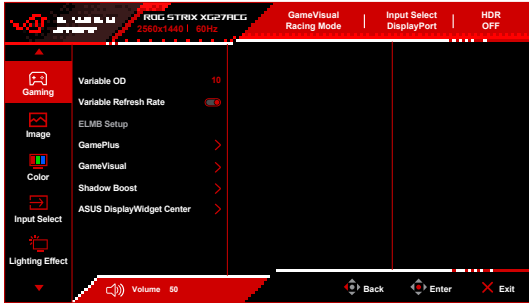 ROG STRIX XG27ACG
2560x1440 | 60Hz
GameVisual
Racing Mode
Input Select
DisplayPort
HDR
OFF
Gaming
Image
Color
Input Select
Lighting Effect
Variable OD 10
Variable Refresh Rate
ELMB Setup
GamePlus
GameVisual
Shadow Boost
ASUS DisplayWidget Center
Volume 50
Back
Enter
Exit